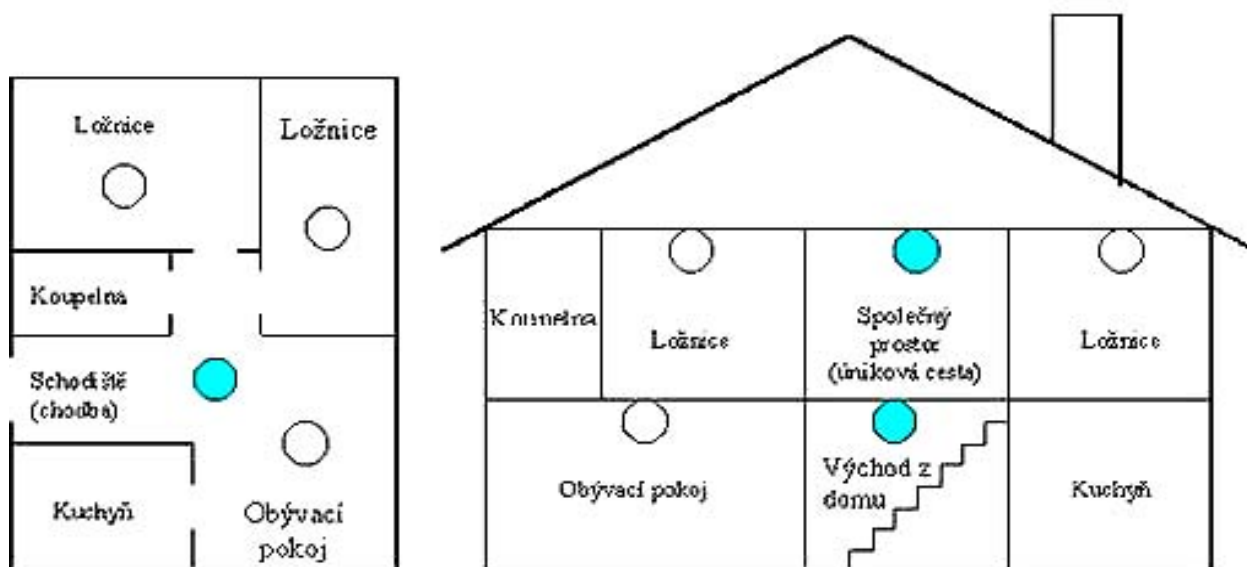 Ložnice
Ložnice
Koupelna
Schodiště
(chodba)
Kuchyň
Obývací
pokoj
Koupelna
Ložnice
Společný
prostor
(úniková cesta)
Ložnice
Obývací pokoj
Východ z
domu
Kuchyň